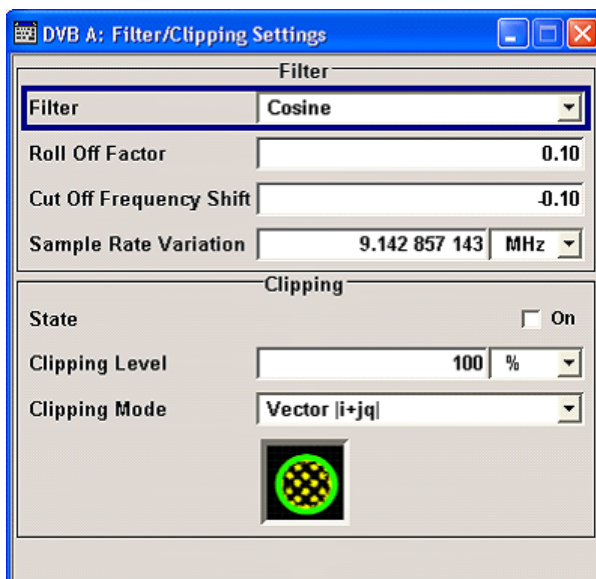 DVB A: Filter/Clipping Settings
Filter
Filter Cosine
Roll Off Factor 0.10
Cut Off Frequency Shift -0.10
Sample Rate Variation 9.142 857 143 MHz
Clipping
State On
Clipping Level 100 %
Clipping Mode Vector |i+jq|